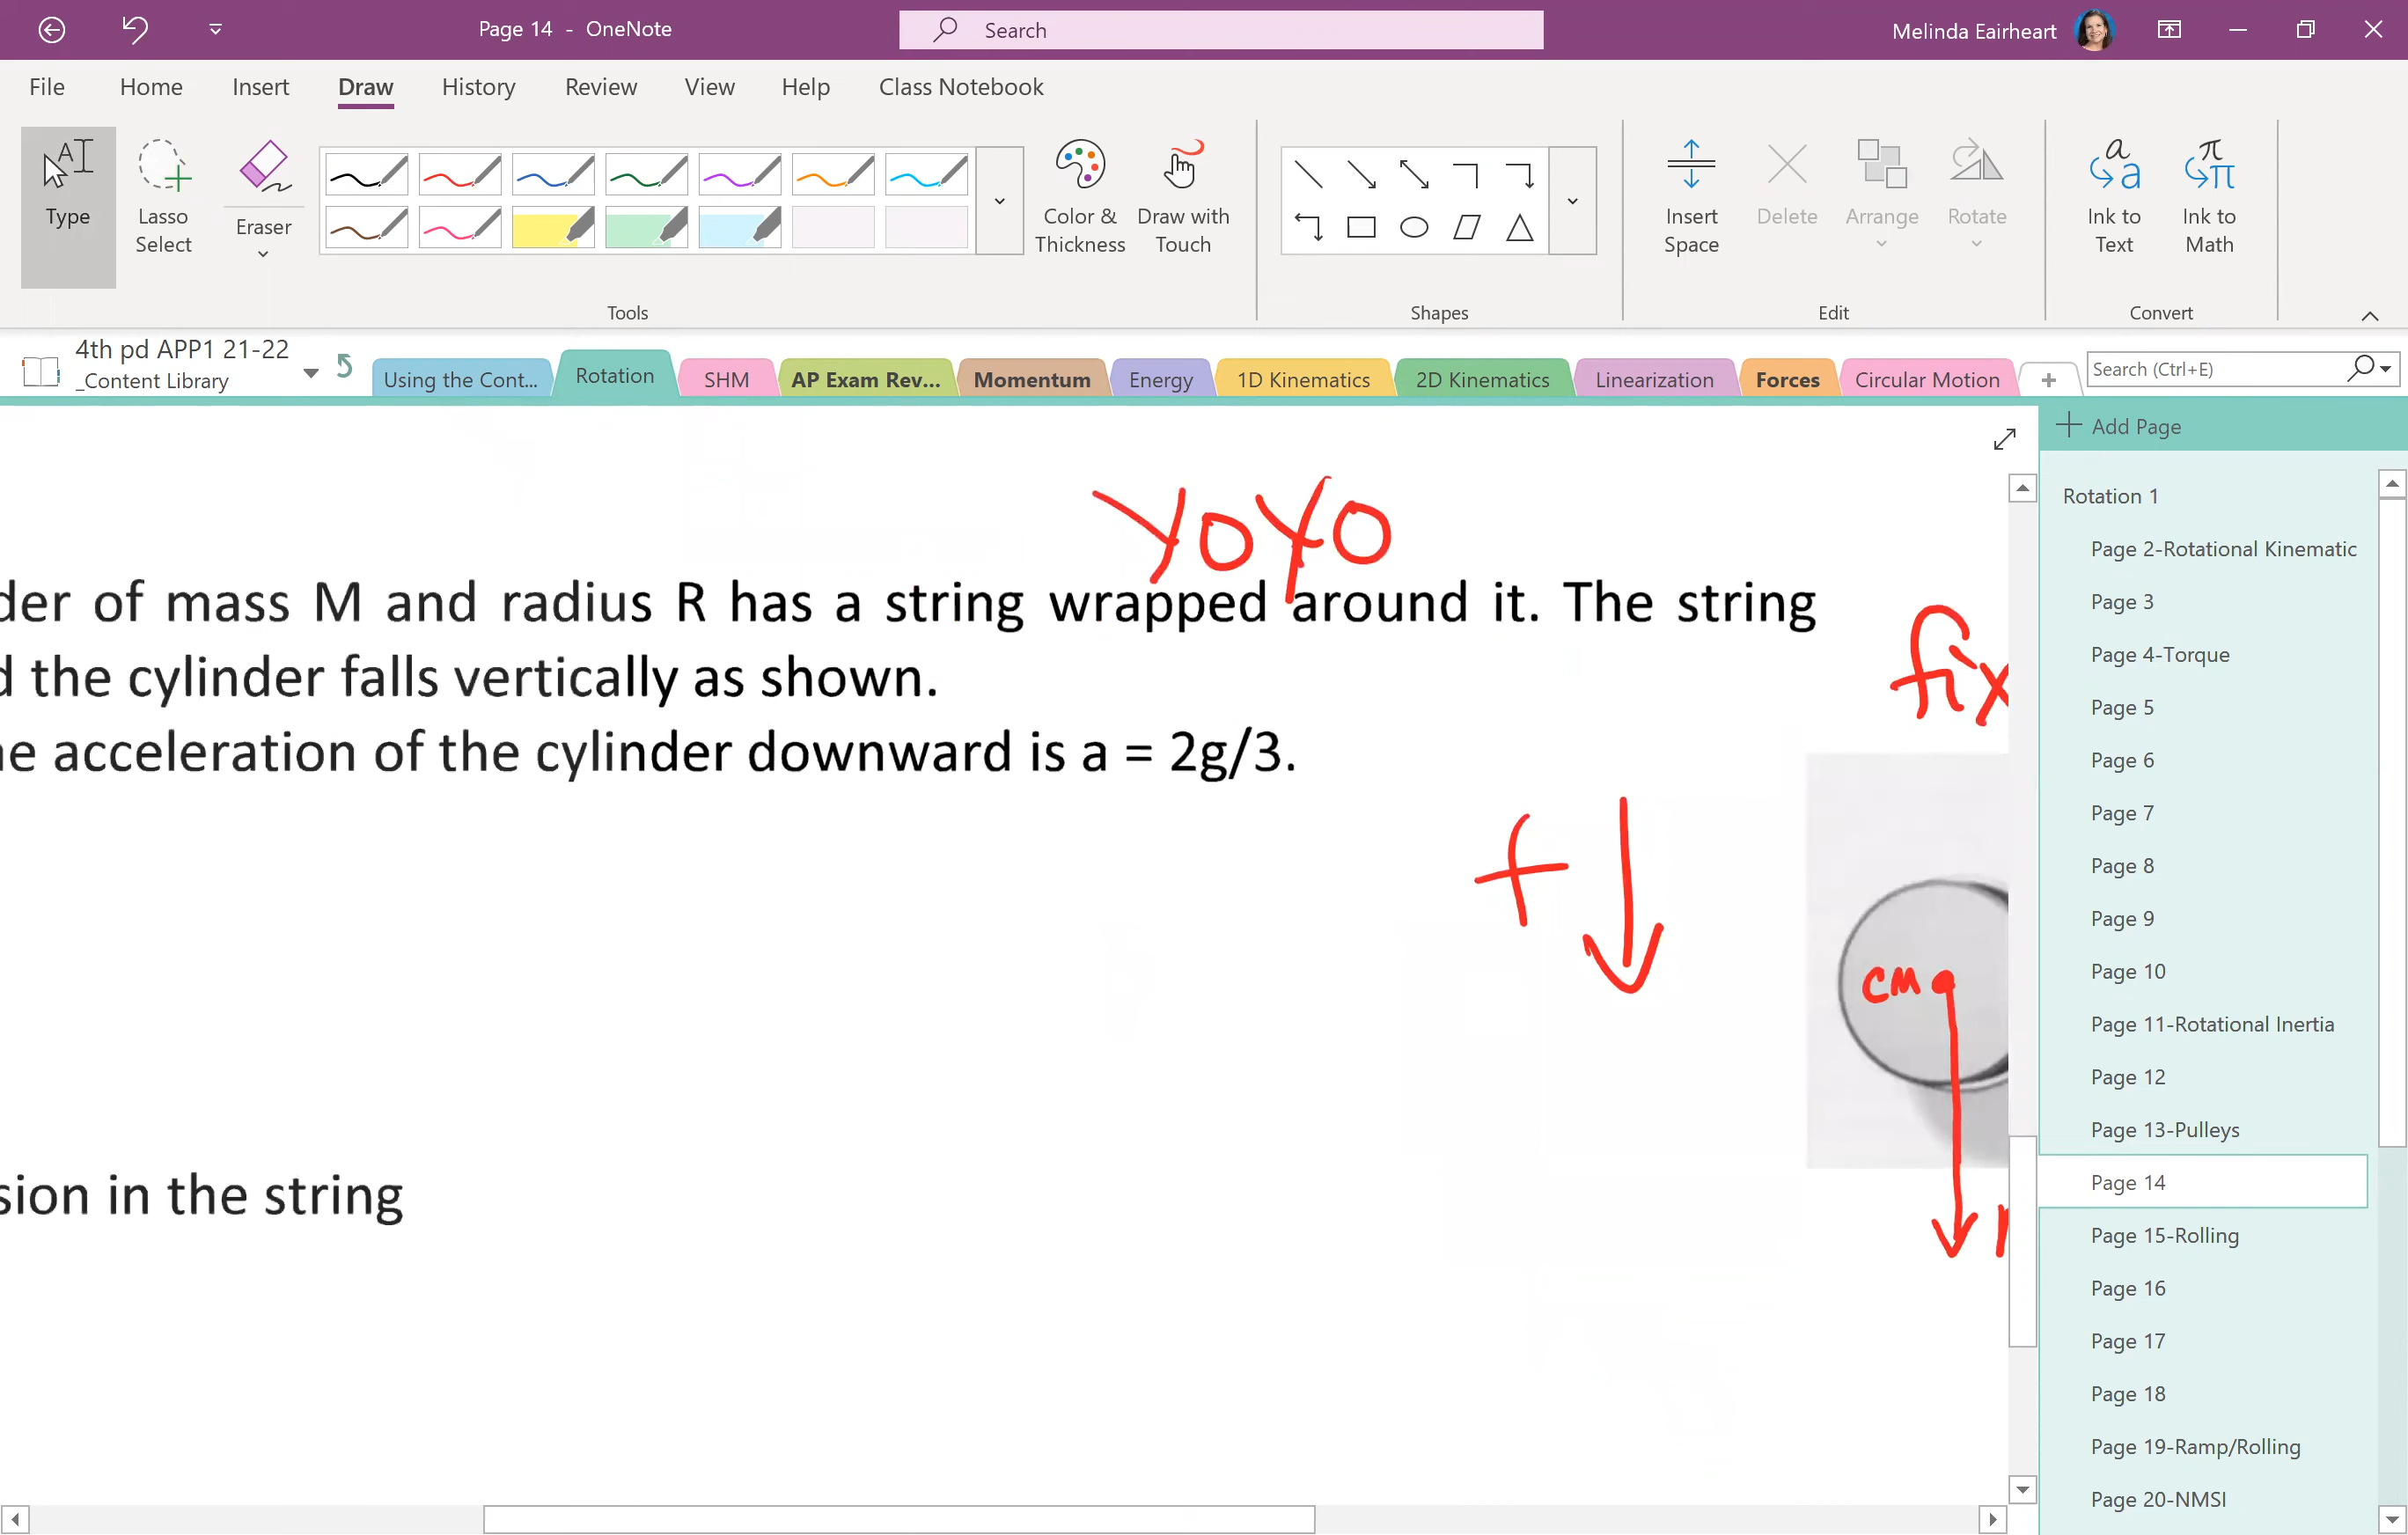 Page 14 - OneNote
Search
Melinda Eairheart
File Home Insert Draw History Review View Help Class Notebook
Type
Lasso Select
Eraser
Color & Thickness
Draw with Touch
Insert Space
Delete
Arrange
Rotate
Ink to Text
Ink to Math
Tools
Shapes
Edit
Convert
4th pd APP1 21-22
_Content Library
Using the Cont... Rotation SHM AP Exam Rev... Momentum Energy 1D Kinematics 2D Kinematics Linearization Forces Circular Motion
Search (Ctrl+E)
YOYO
der of mass M and radius R has a string wrapped around it. The string
d the cylinder falls vertically as shown.
he acceleration of the cylinder downward is a = 2g/3.
fix
+
CM
sion in the string
Add Page
Rotation 1
Page 2-Rotational Kinematic
Page 3
Page 4-Torque
Page 5
Page 6
Page 7
Page 8
Page 9
Page 10
Page 11-Rotational Inertia
Page 12
Page 13-Pulleys
Page 14
Page 15-Rolling
Page 16
Page 17
Page 18
Page 19-Ramp/Rolling
Page 20-NMSI